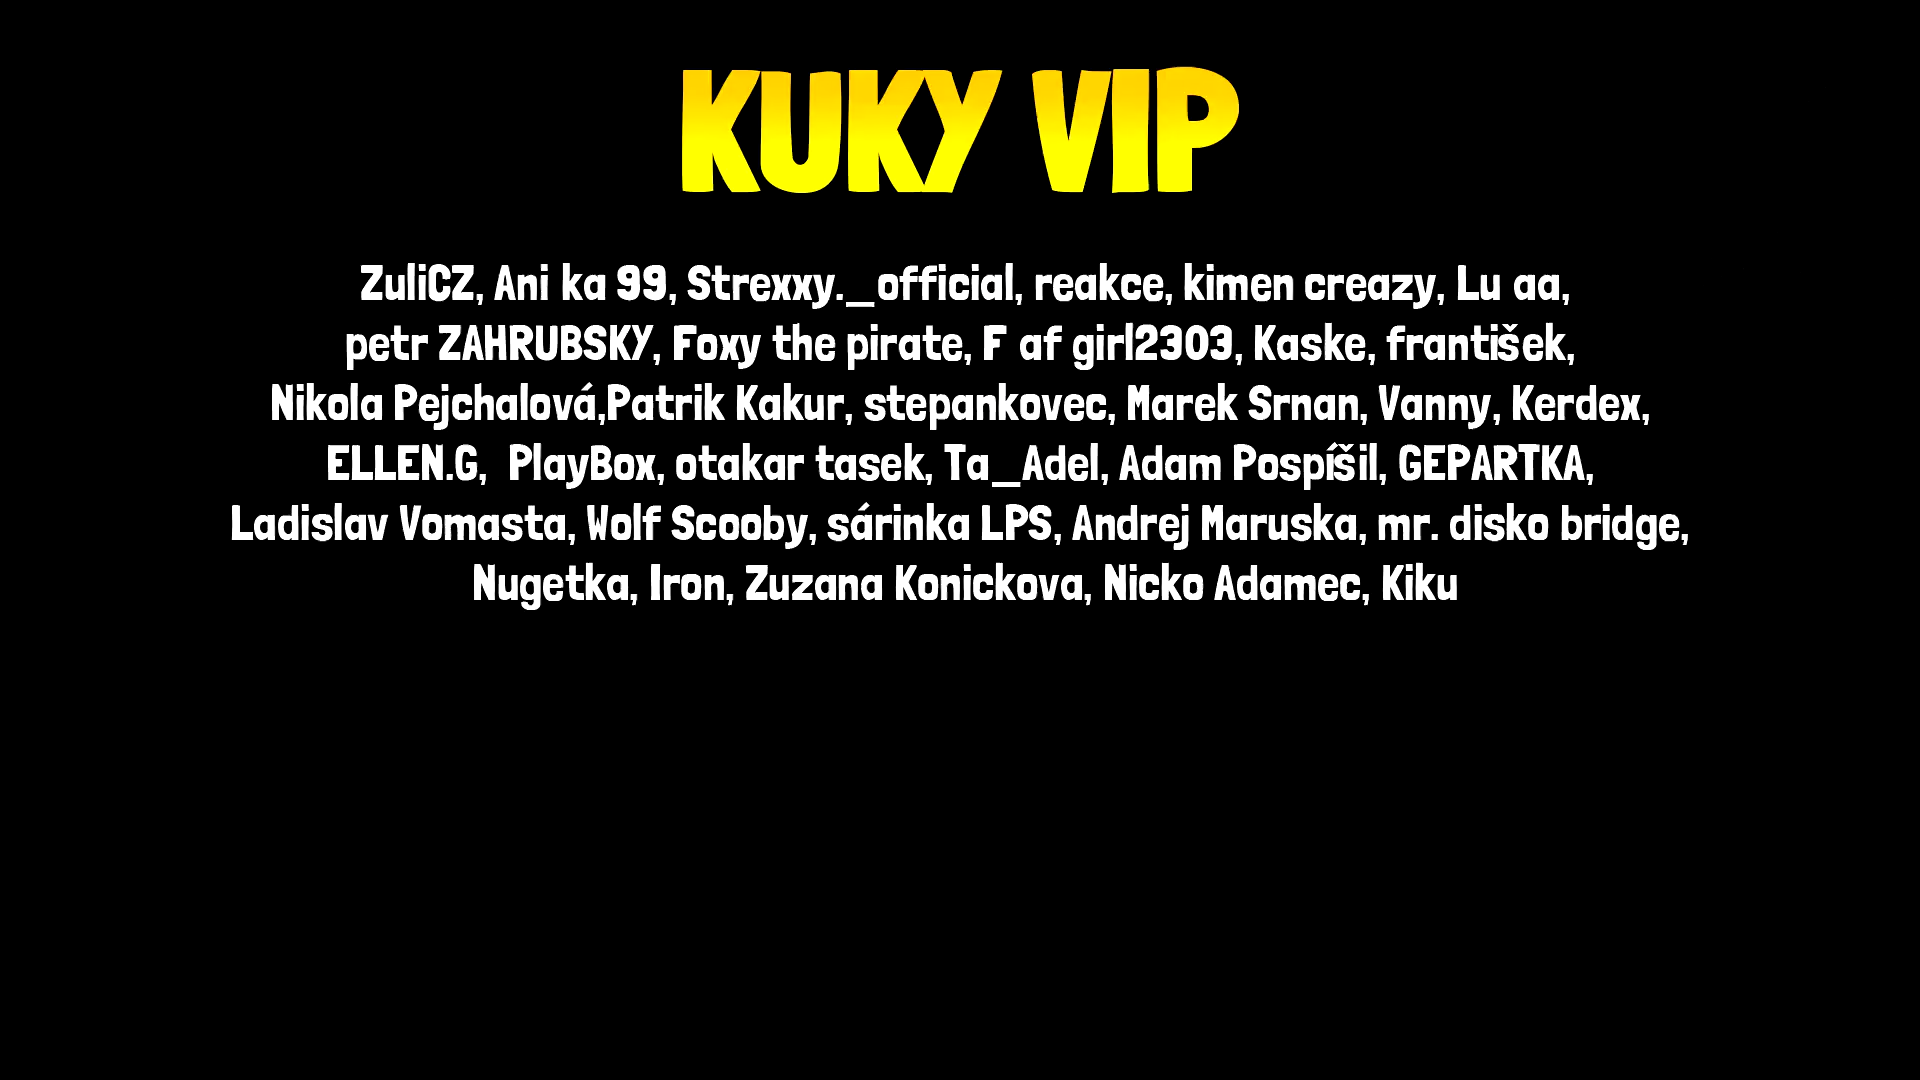 KUKY VIP
ZuliCZ, Ani ka 99, Strexxy._official, reakce, kimen creazy, Lu aa,
petr ZAHRUBSKY, Foxy the pirate, F af girl2303, Kaske, františek,
Nikola Pejchalová,Patrik Kakur, stepankovec, Marek Srnan, Vanny, Kerdex,
ELLEN.G,  PlayBox, otakar tasek, Ta_Adel, Adam Pospíšil, GEPARTKA,
Ladislav Vomasta, Wolf Scooby, sárinka LPS, Andrej Maruska, mr. disko bridge,
Nugetka, Iron, Zuzana Konickova, Nicko Adamec, Kiku